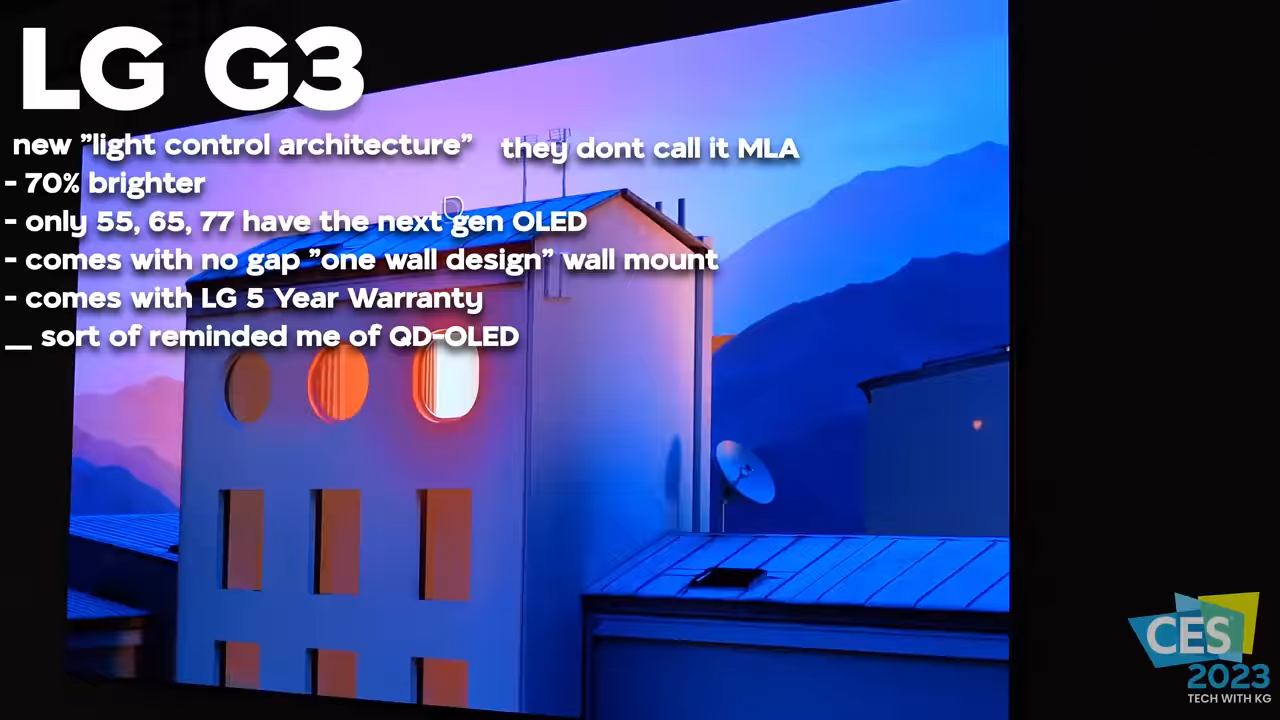 LG G3
new "light control architecture" they dont call it MLA
- 70% brighter
- only 55, 65, 77 have the next gen OLED
- comes with no gap "one wall design" wall mount
- comes with LG 5 Year Warranty
__ sort of reminded me of QD-OLED
CES
2023
TECH WITH KG